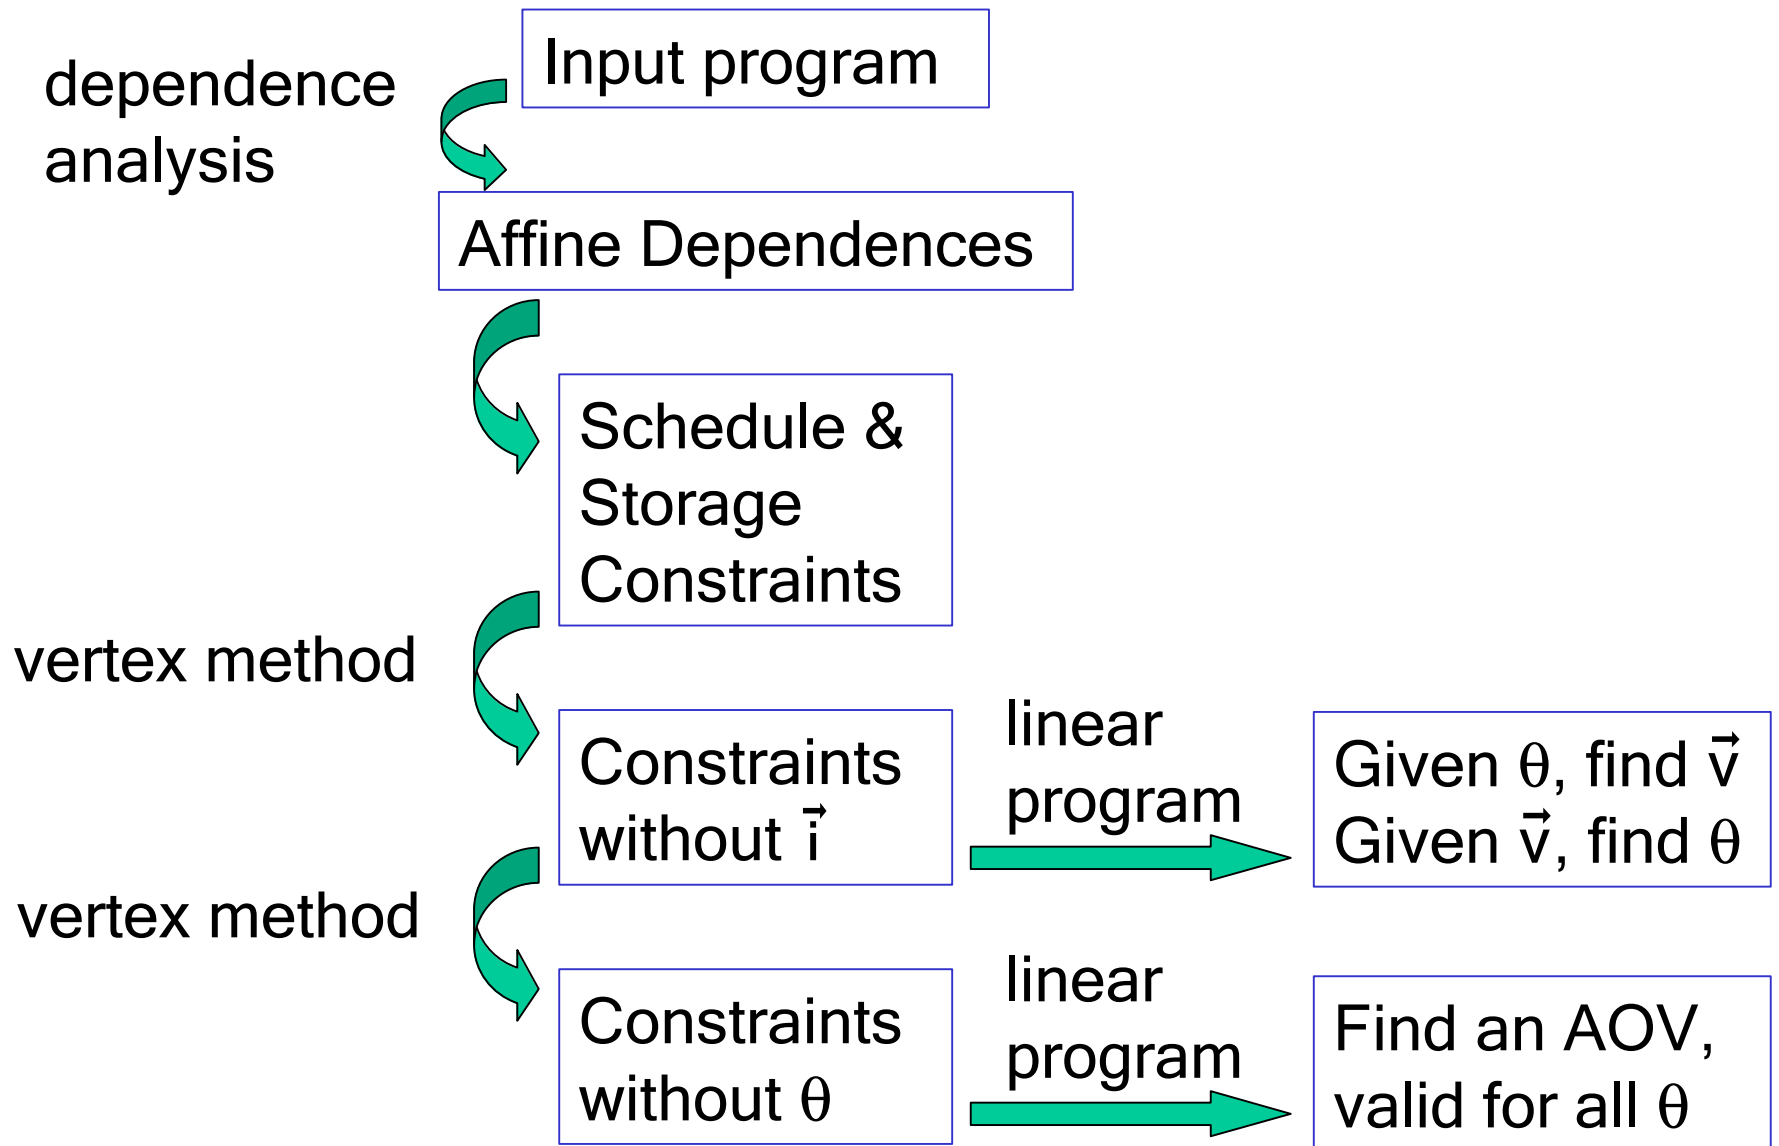 Input program
dependence
analysis
Affine Dependences
Schedule &
Storage
Constraints
vertex method
Constraints
without i⃗
linear
program
Given θ, find v⃗
Given v⃗, find θ
vertex method
Constraints
without θ
linear
program
Find an AOV,
valid for all θ